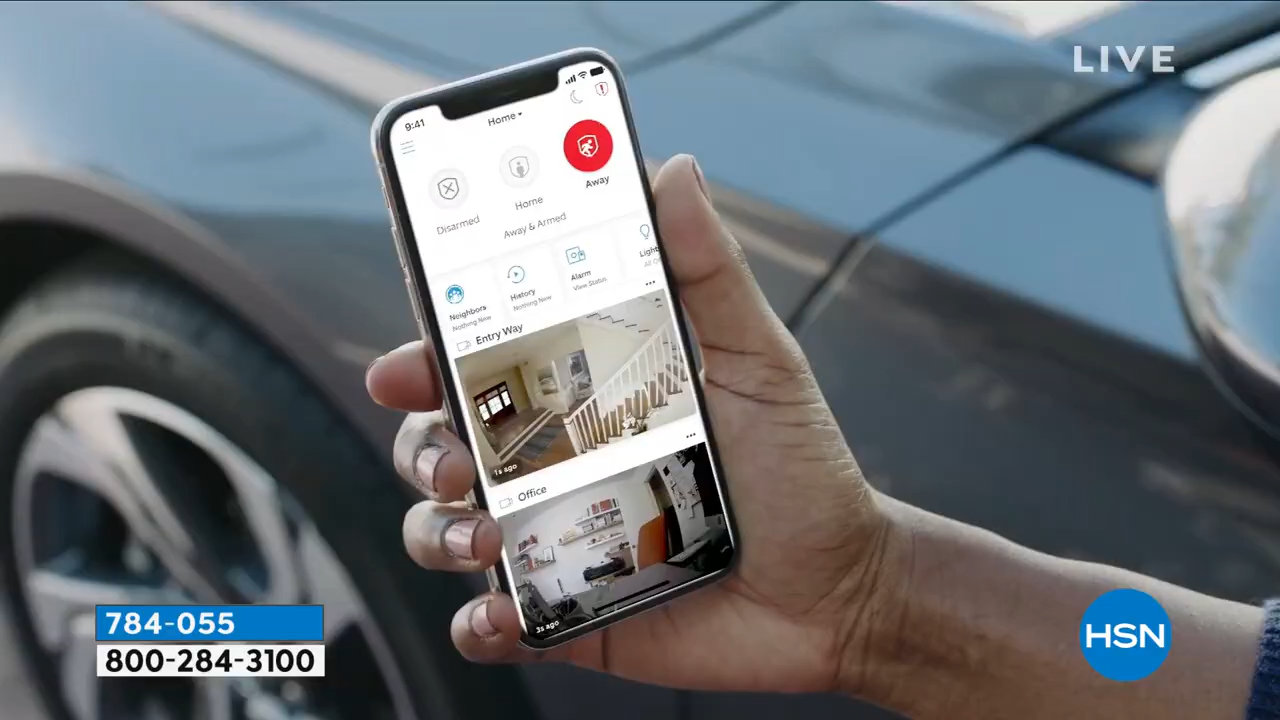 LIVE
9:41
Home
Disarmed
Home
Away
Away & Armed
Neighbors
Nothing New
History
Nothing New
Alarm
View Status
Light
Entry Way
1s ago
Office
3s ago
784-055
800-284-3100
HSN